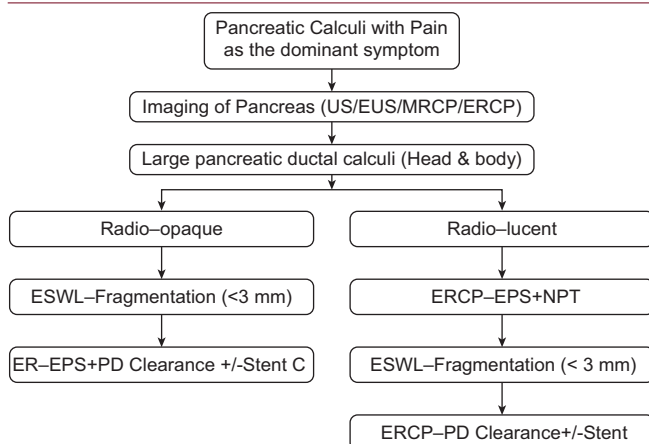 Pancreatic Calculi with Pain
as the dominant symptom
Imaging of Pancreas (US/EUS/MRCP/ERCP)
Large pancreatic ductal calculi (Head & body)
Radio–opaque
Radio–lucent
ESWL–Fragmentation (<3 mm)
ERCP–EPS+NPT
ER–EPS+PD Clearance +/-Stent C
ESWL–Fragmentation (< 3 mm)
ERCP–PD Clearance+/-Stent